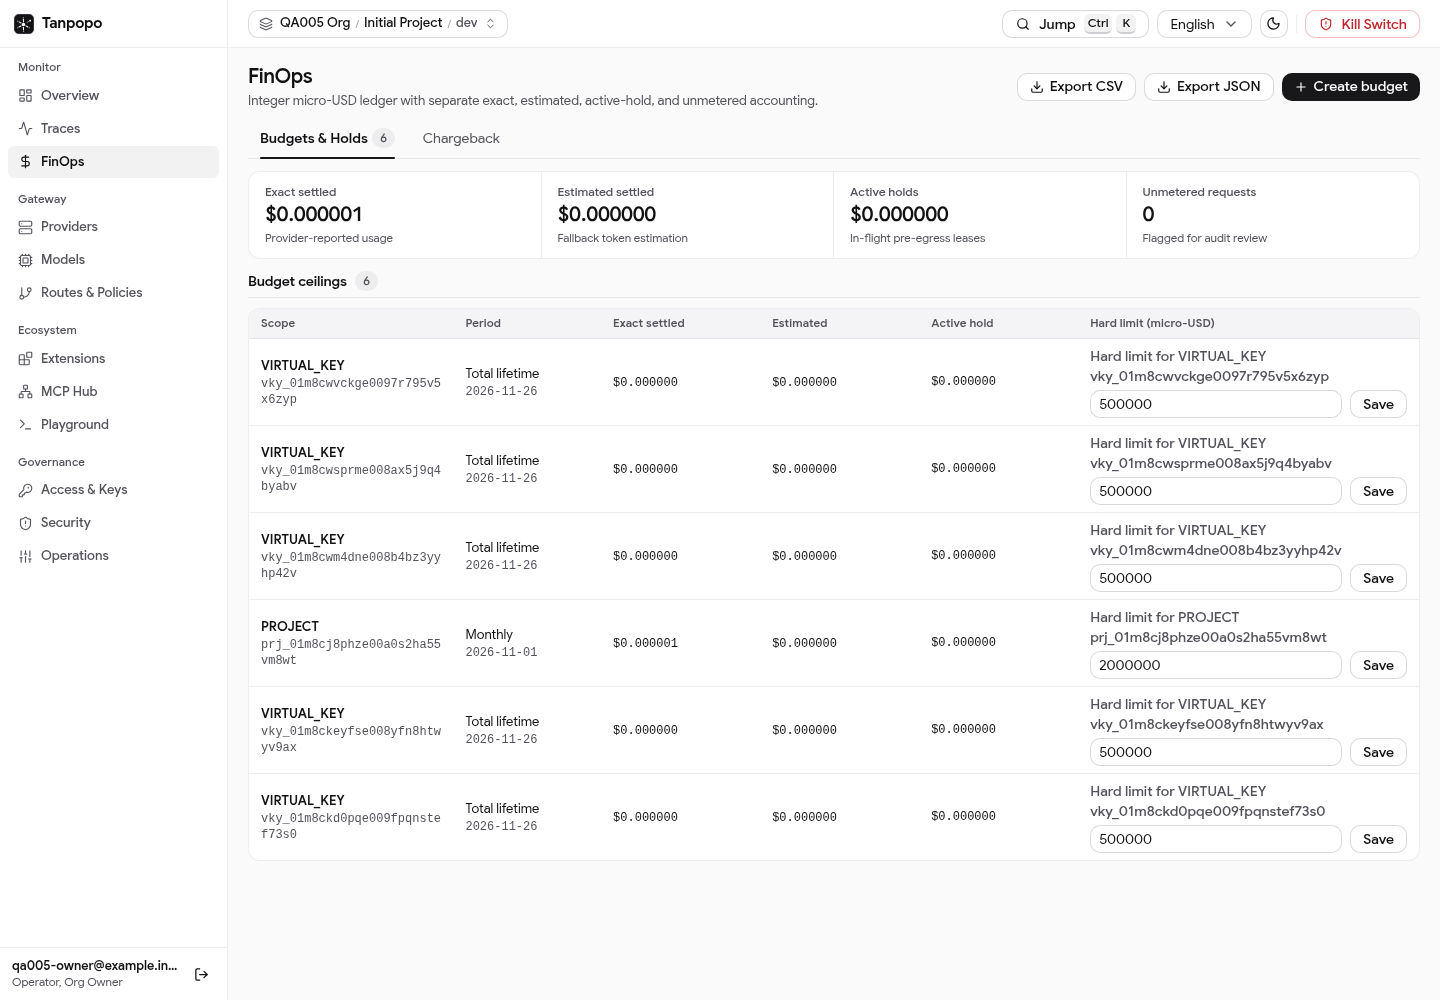 Tanpopo
QA005 Org / Initial Project / dev
Jump Ctrl K
English
Kill Switch
Monitor
Overview
Traces
FinOps
Gateway
Providers
Models
Routes & Policies
Ecosystem
Extensions
MCP Hub
Playground
Governance
Access & Keys
Security
Operations
qa005-owner@example.in...
Operator, Org Owner
FinOps
Integer micro-USD ledger with separate exact, estimated, active-hold, and unmetered accounting.
Export CSV
Export JSON
Create budget
Budgets & Holds 6
Chargeback
Exact settled
$0.000001
Provider-reported usage
Estimated settled
$0.000000
Fallback token estimation
Active holds
$0.000000
In-flight pre-egress leases
Unmetered requests
0
Flagged for audit review
Budget ceilings 6
Scope Period Exact settled Estimated Active hold Hard limit (micro-USD)
VIRTUAL_KEY
vky_01m8cwvckge0097r795v5
x6zyp
Total lifetime
2026-11-26
$0.000000
$0.000000
$0.000000
Hard limit for VIRTUAL_KEY
vky_01m8cwvckge0097r795v5x6zyp
500000
Save
VIRTUAL_KEY
vky_01m8cwsprme008ax5j9q4
byabv
Total lifetime
2026-11-26
$0.000000
$0.000000
$0.000000
Hard limit for VIRTUAL_KEY
vky_01m8cwsprme008ax5j9q4byabv
500000
Save
VIRTUAL_KEY
vky_01m8cwm4dne008b4bz3yy
hp42v
Total lifetime
2026-11-26
$0.000000
$0.000000
$0.000000
Hard limit for VIRTUAL_KEY
vky_01m8cwm4dne008b4bz3yyhp42v
500000
Save
PROJECT
prj_01m8cj8phze00a0s2ha55
vm8wt
Monthly
2026-11-01
$0.000001
$0.000000
$0.000000
Hard limit for PROJECT
prj_01m8cj8phze00a0s2ha55vm8wt
2000000
Save
VIRTUAL_KEY
vky_01m8ckeyfse008yfn8htw
yv9ax
Total lifetime
2026-11-26
$0.000000
$0.000000
$0.000000
Hard limit for VIRTUAL_KEY
vky_01m8ckeyfse008yfn8htwyv9ax
500000
Save
VIRTUAL_KEY
vky_01m8ckd0pqe009fpqnste
f73s0
Total lifetime
2026-11-26
$0.000000
$0.000000
$0.000000
Hard limit for VIRTUAL_KEY
vky_01m8ckd0pqe009fpqnstef73s0
500000
Save